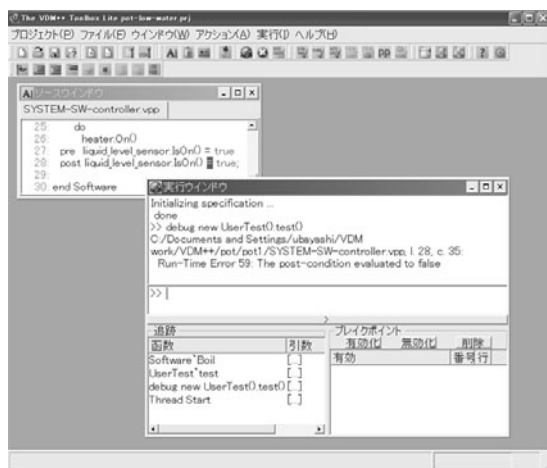 The VDM++ Toolbox Lite pot-low-water.prj
プロジェクト(P) ファイル(F) ウインドウ(W) アクション(A) 実行(I) ヘルプ(H)
ソースウインドウ
SYSTEM-SW-controller.vpp
25: do
26: heater.On()
27: pre liquid_level_sensor.IsOn() = true
28: post liquid_level_sensor.IsOn() = true;
29:
30: end Software
実行ウインドウ
Initializing specification ...
done
>> debug new UserTest().test()
C:/Documents and Settings/ubayashi/VDM
work/VDM++/pot/pot1/SYSTEM-SW-controller.vpp, l. 28, c. 35:
Run-Time Error 59: The post-condition evaluated to false
>>
追跡
函数 引数
Software`Boil [...]
UserTest`test [...]
debug new UserTest().test() [...]
Thread Start [...]
ブレイクポイント
有効化 無効化 削除
有効 番号行